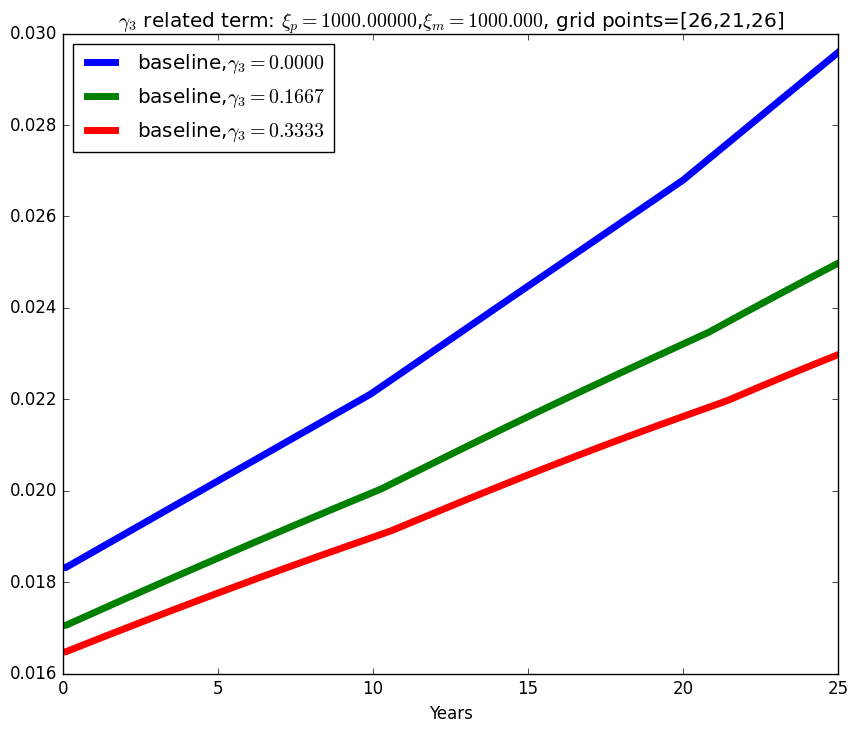 γ₃ related term: ξₚ = 1000.00000,ξₘ = 1000.000, grid points=[26,21,26]
baseline,γ₃ = 0.0000
baseline,γ₃ = 0.1667
baseline,γ₃ = 0.3333
0.030
0.028
0.026
0.024
0.022
0.020
0.018
0.016
0 5 10 15 20 25
Years